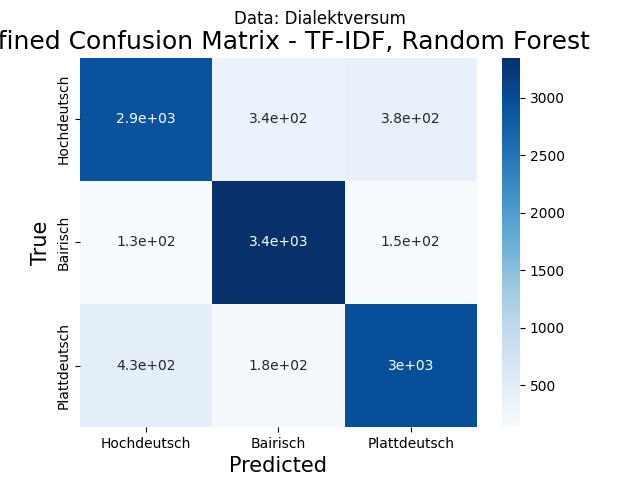 Data: Dialektversum
fined Confusion Matrix - TF-IDF, Random Forest
True
Hochdeutsch
2.9e+03 3.4e+02 3.8e+02
Bairisch
1.3e+02 3.4e+03 1.5e+02
Plattdeutsch
4.3e+02 1.8e+02 3e+03
Hochdeutsch Bairisch Plattdeutsch
Predicted
3000
2500
2000
1500
1000
500